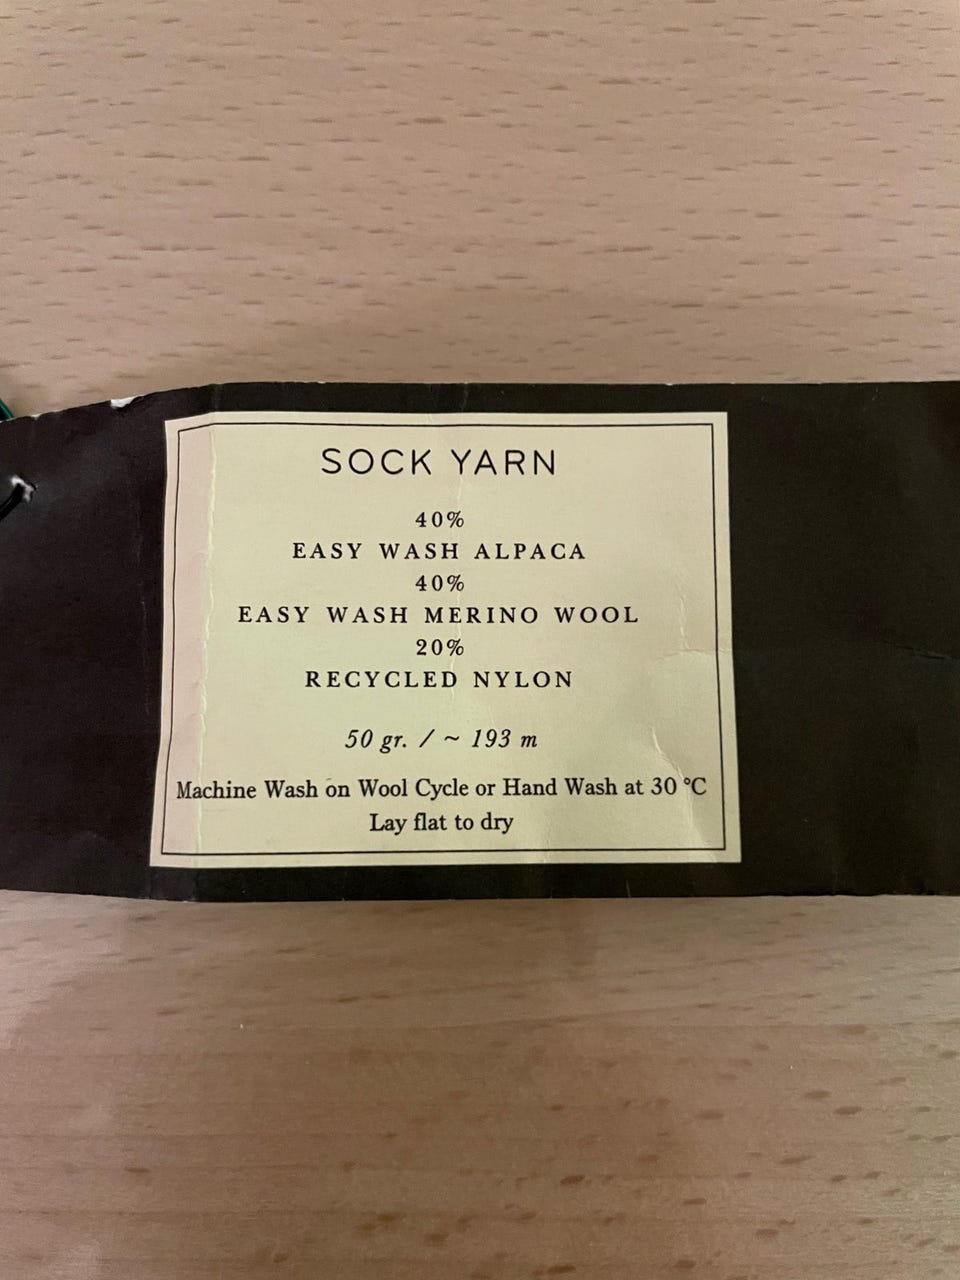 SOCK YARN
40%
EASY WASH ALPACA
40%
EASY WASH MERINO WOOL
20%
RECYCLED NYLON
50 gr. / ~ 193 m
Machine Wash on Wool Cycle or Hand Wash at 30 °C
Lay flat to dry